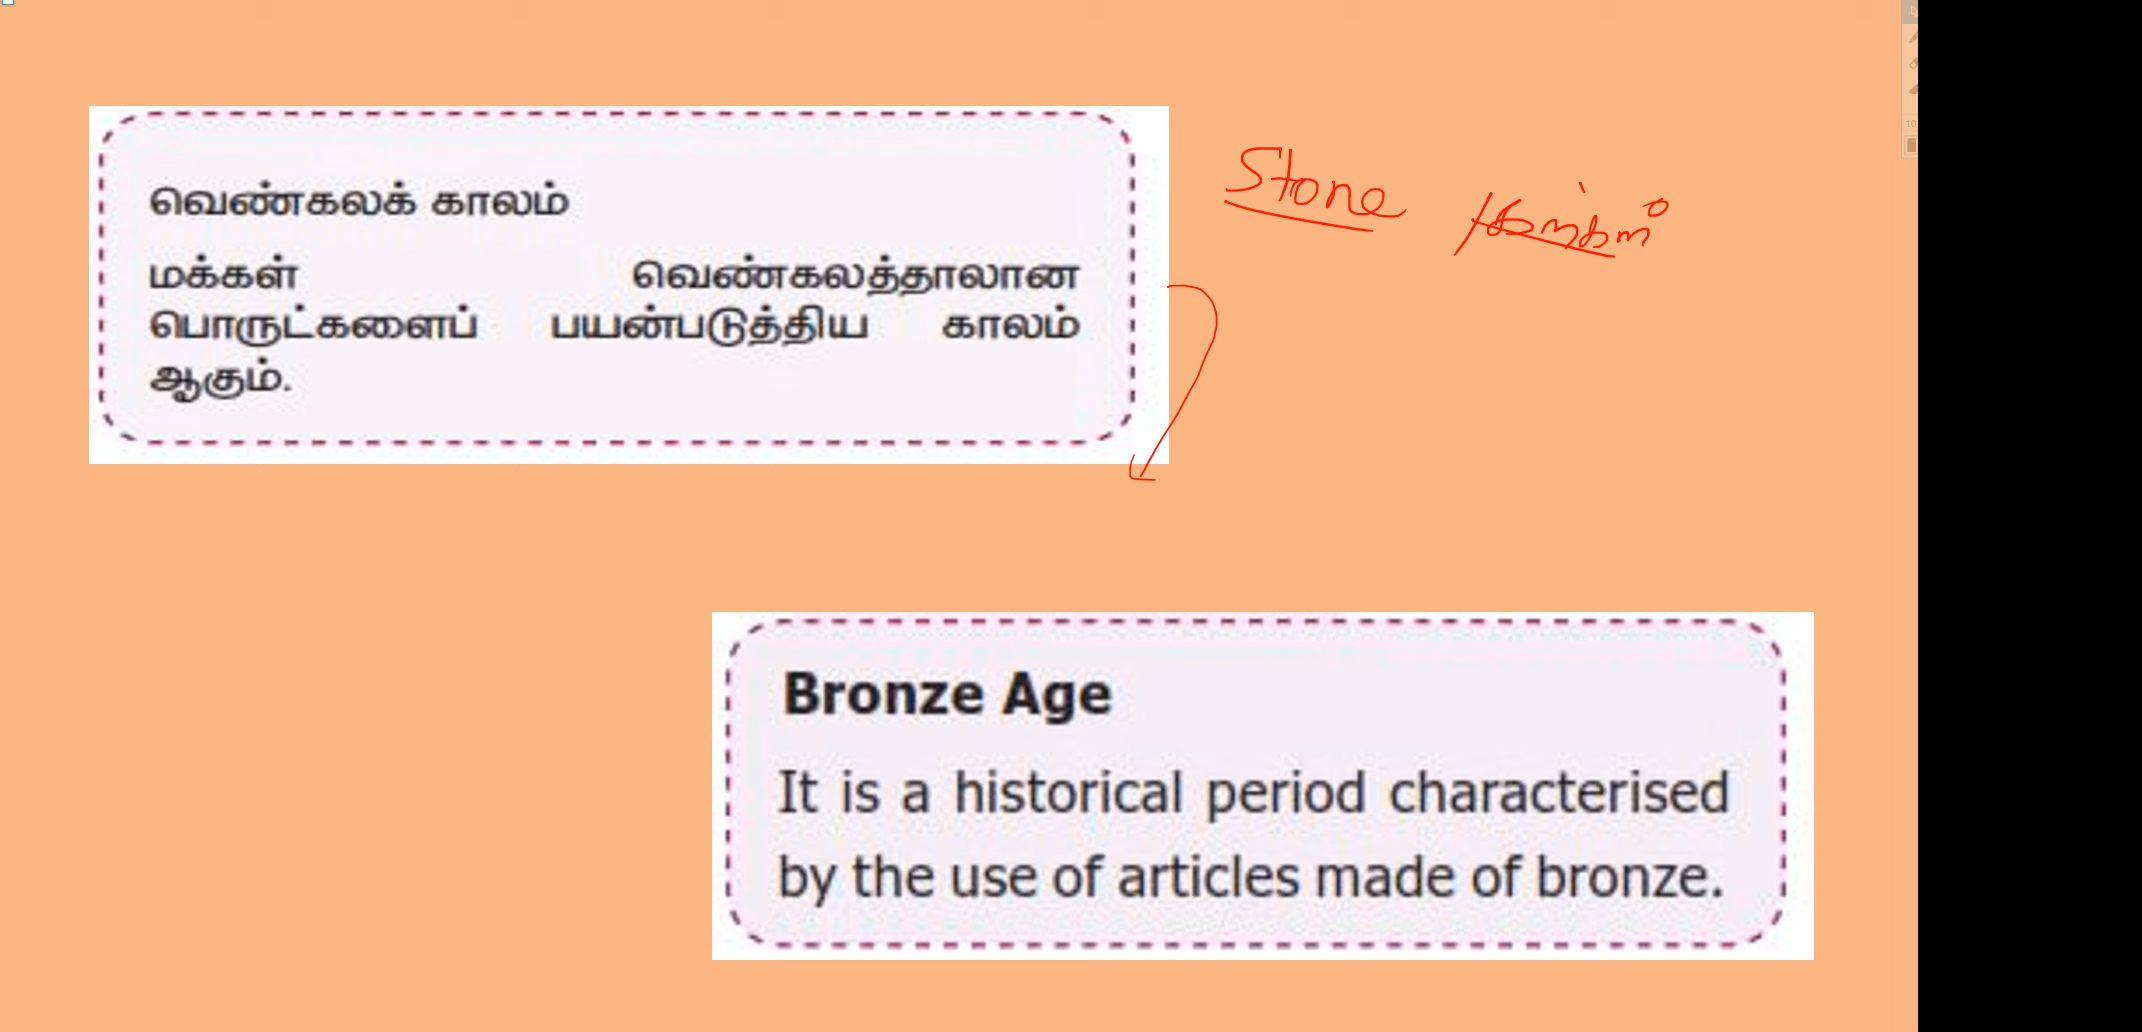 வெண்கலக் காலம்
மக்கள் வெண்கலத்தாலான
பொருட்களைப் பயன்படுத்திய காலம்
ஆகும்.
Stone
Bronze Age
It is a historical period characterised
by the use of articles made of bronze.
10